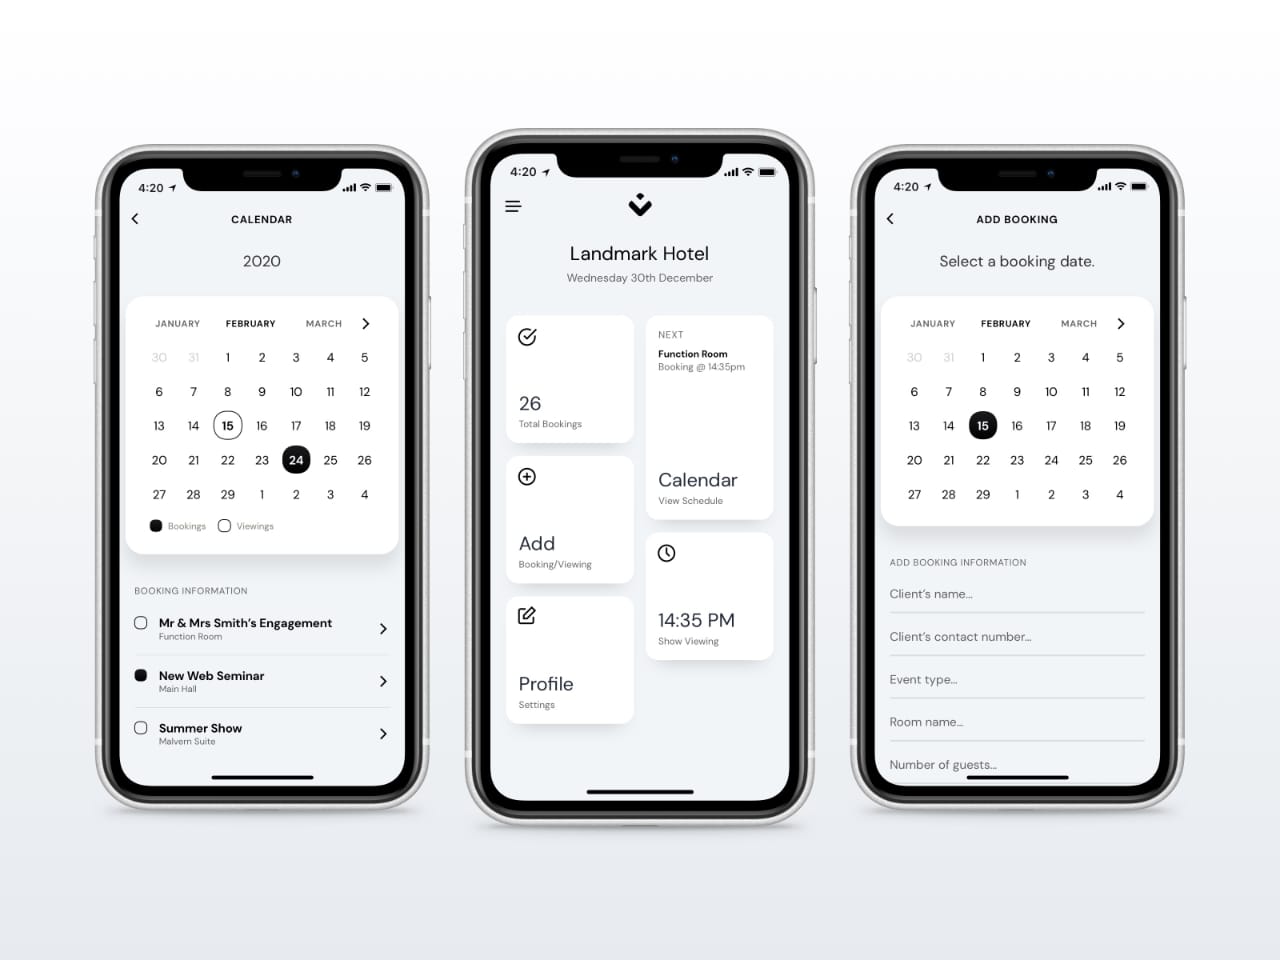 4:20
CALENDAR
2020
JANUARY FEBRUARY MARCH
30 31 1 2 3 4 5
6 7 8 9 10 11 12
13 14 15 16 17 18 19
20 21 22 23 24 25 26
27 28 29 1 2 3 4
Bookings Viewings
BOOKING INFORMATION
Mr & Mrs Smith's Engagement
Function Room
New Web Seminar
Main Hall
Summer Show
Malvern Suite
4:20
Landmark Hotel
Wednesday 30th December
26
Total Bookings
Add
Booking/Viewing
Profile
Settings
NEXT
Function Room
Booking @ 14:35pm
Calendar
View Schedule
14:35 PM
Show Viewing
4:20
ADD BOOKING
Select a booking date.
JANUARY FEBRUARY MARCH
30 31 1 2 3 4 5
6 7 8 9 10 11 12
13 14 15 16 17 18 19
20 21 22 23 24 25 26
27 28 29 1 2 3 4
ADD BOOKING INFORMATION
Client's name...
Client's contact number...
Event type...
Room name...
Number of guests...